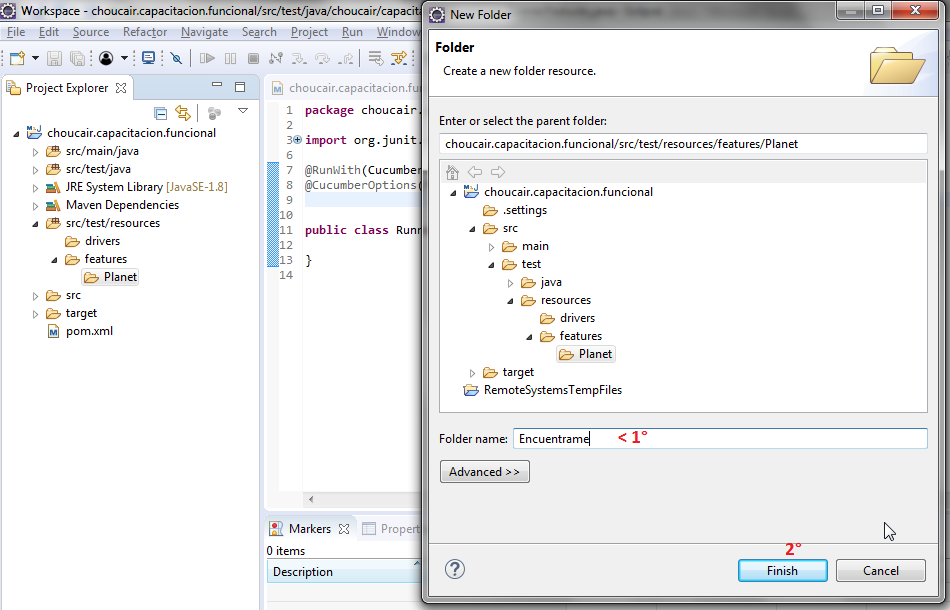 Workspace - choucair.capacitacion.funcional/src/test/java/choucair/capacita
File Edit Source Refactor Navigate Search Project Run Window
Project Explorer
choucair.capacitacion.funcional
src/main/java
src/test/java
JRE System Library [JavaSE-1.8]
Maven Dependencies
src/test/resources
drivers
features
Planet
src
target
pom.xml
choucair.capacitacion.fun
1 package choucair.
2
3 import org.junit.
6
7 @RunWith(Cucumber
8 @CucumberOptions(
9
10
11 public class Runn
12
13 }
14
Markers Propert
0 items
Description
New Folder
Folder
Create a new folder resource.
Enter or select the parent folder:
choucair.capacitacion.funcional/src/test/resources/features/Planet
choucair.capacitacion.funcional
.settings
src
main
test
java
resources
drivers
features
Planet
target
RemoteSystemsTempFiles
Folder name: Encuentrame < 1°
Advanced >>
2°
Finish Cancel